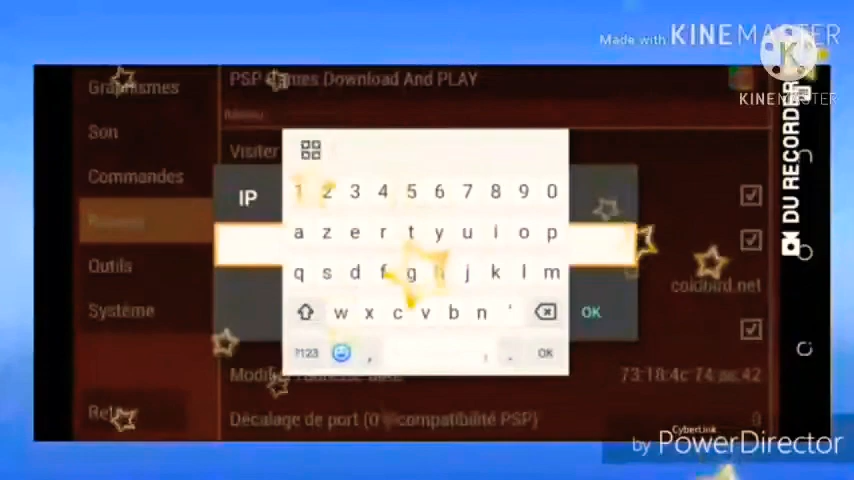 Made with KINEMASTER
K
KINEMASTER
DU RECORDER
Graphismes
PSP Games Download And PLAY
Son
Réseau
Visiter
Commandes
IP
1 2 3 4 5 6 7 8 9 0
a z e r t y u i o p
q s d f g h j k l m
w x c v b n '
?123 , . OK
OK
Outils
coldbird.net
Système
73:18:4c:74
42
Décalage de port (0 compatibilité PSP)
0
CyberLink
by PowerDirector